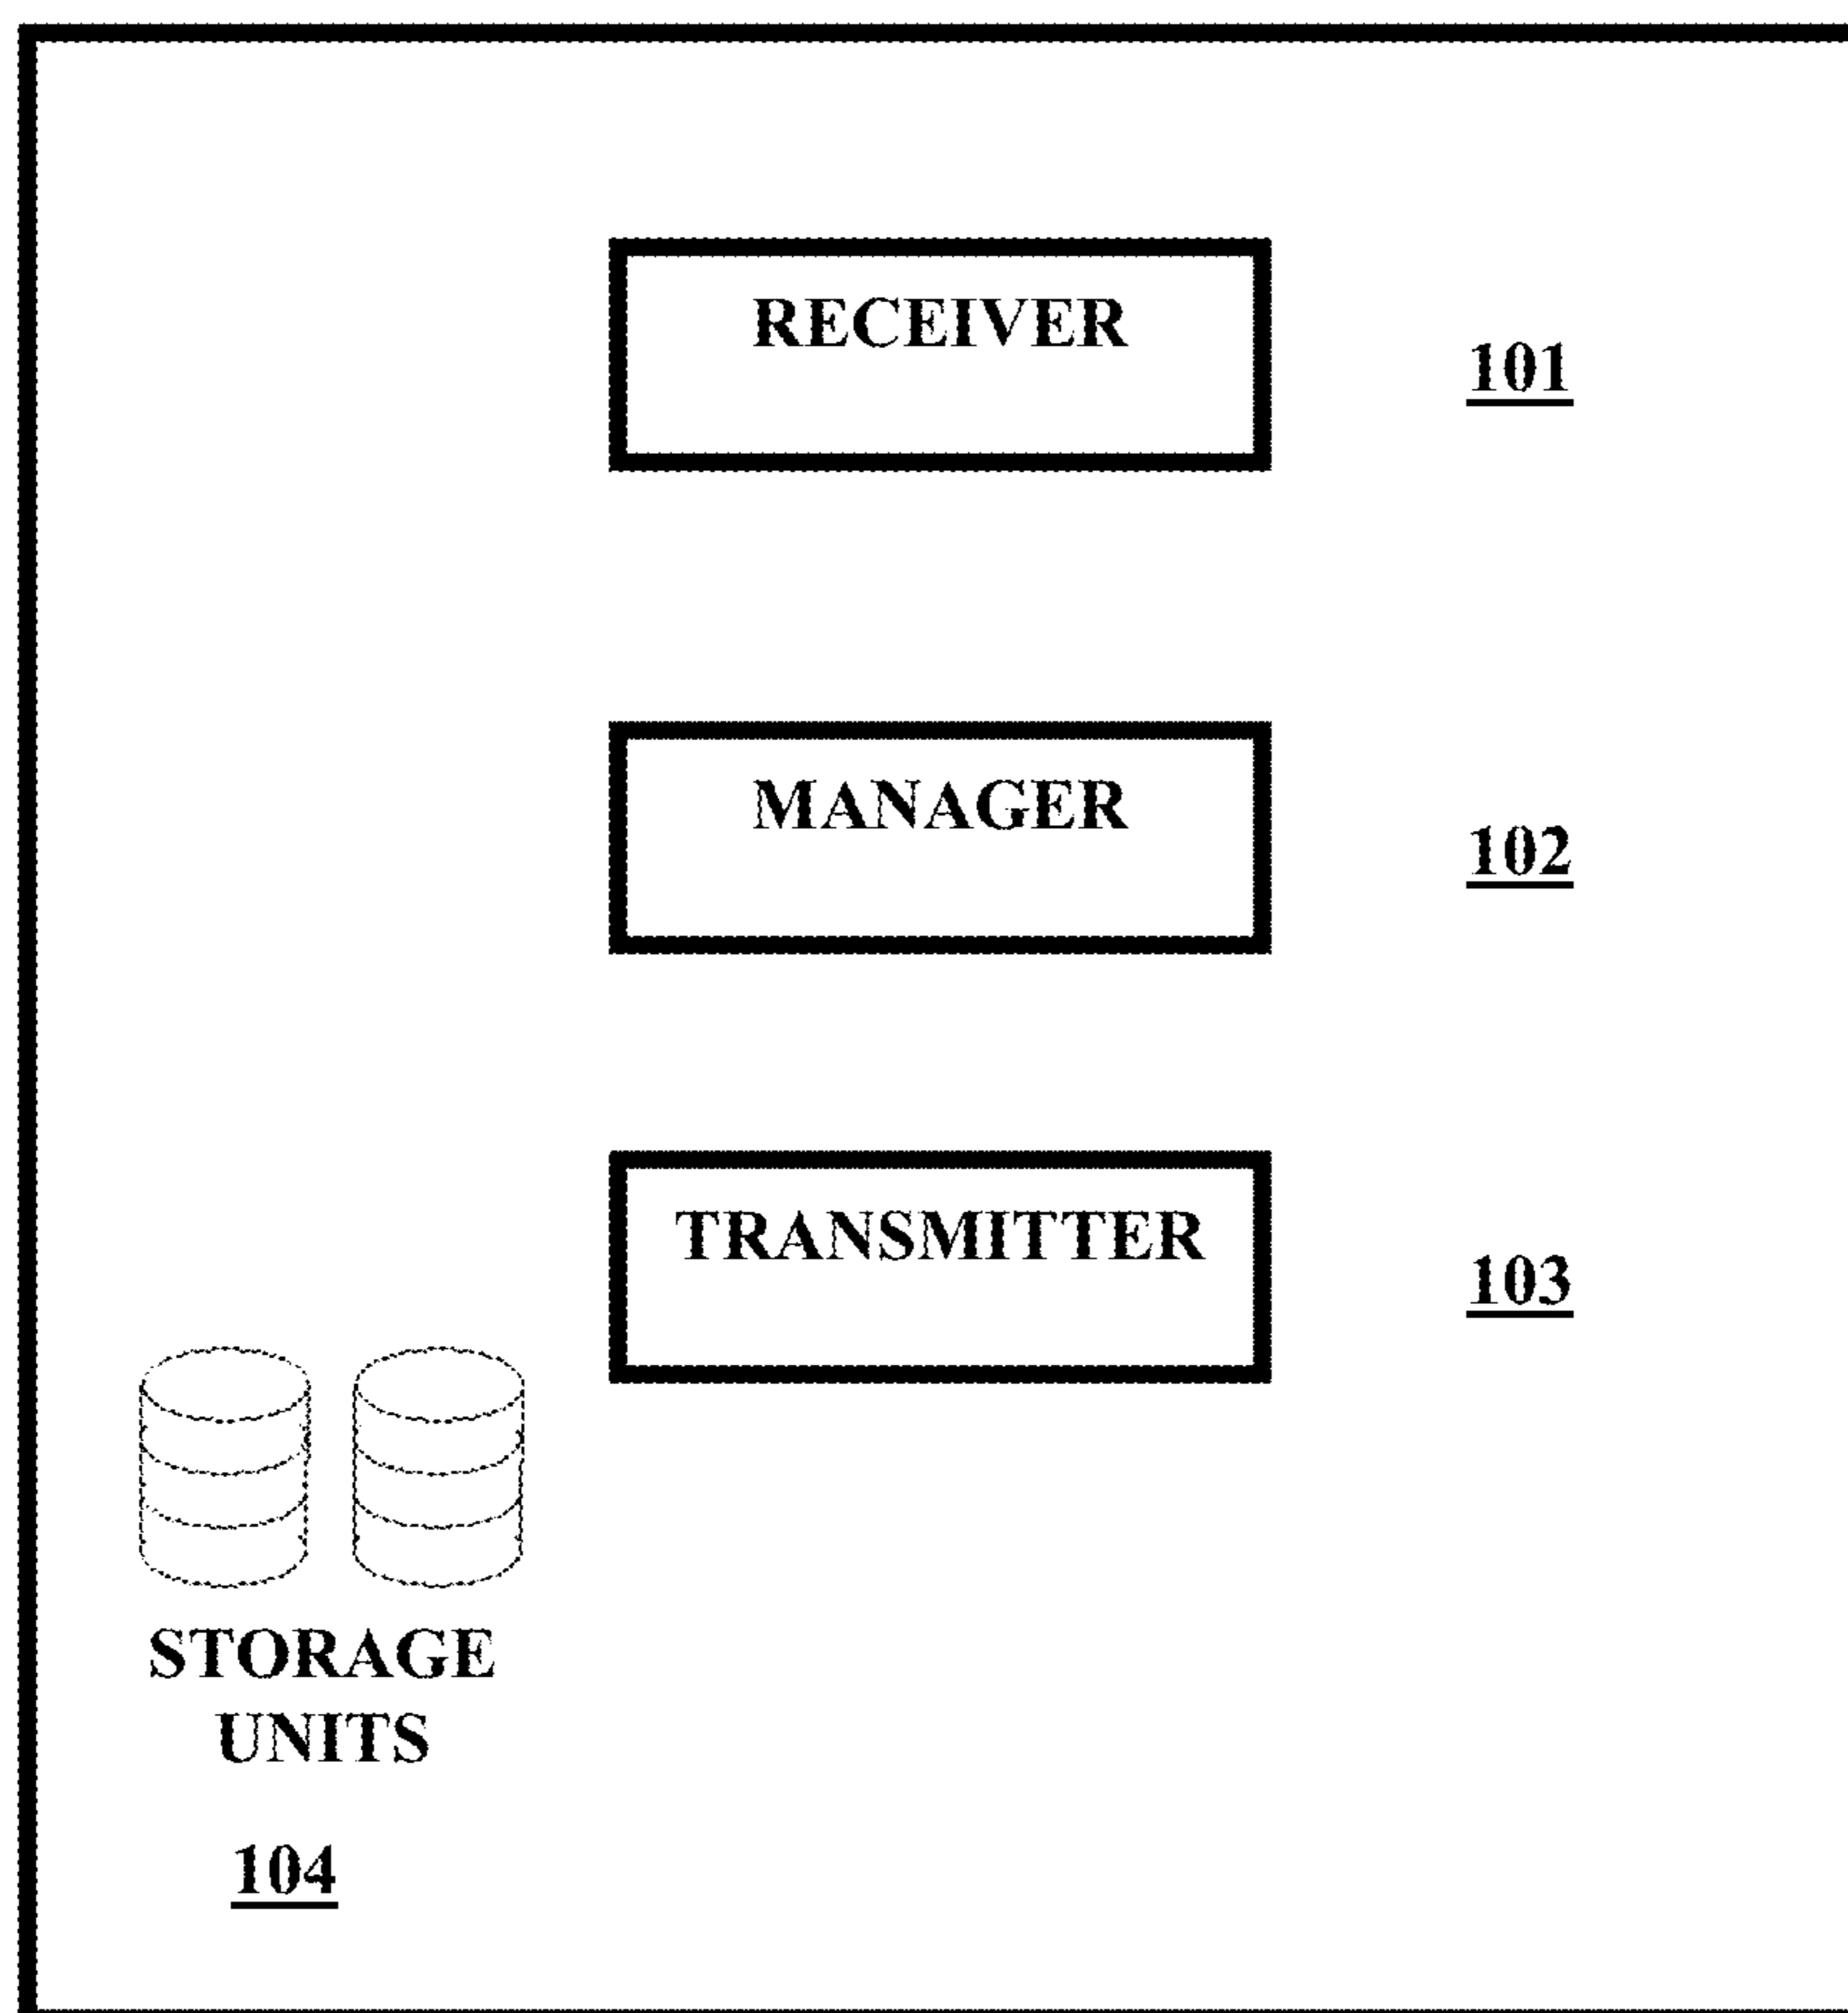 RECEIVER
101
MANAGER
102
TRANSMITTER
103
STORAGE
UNITS
104